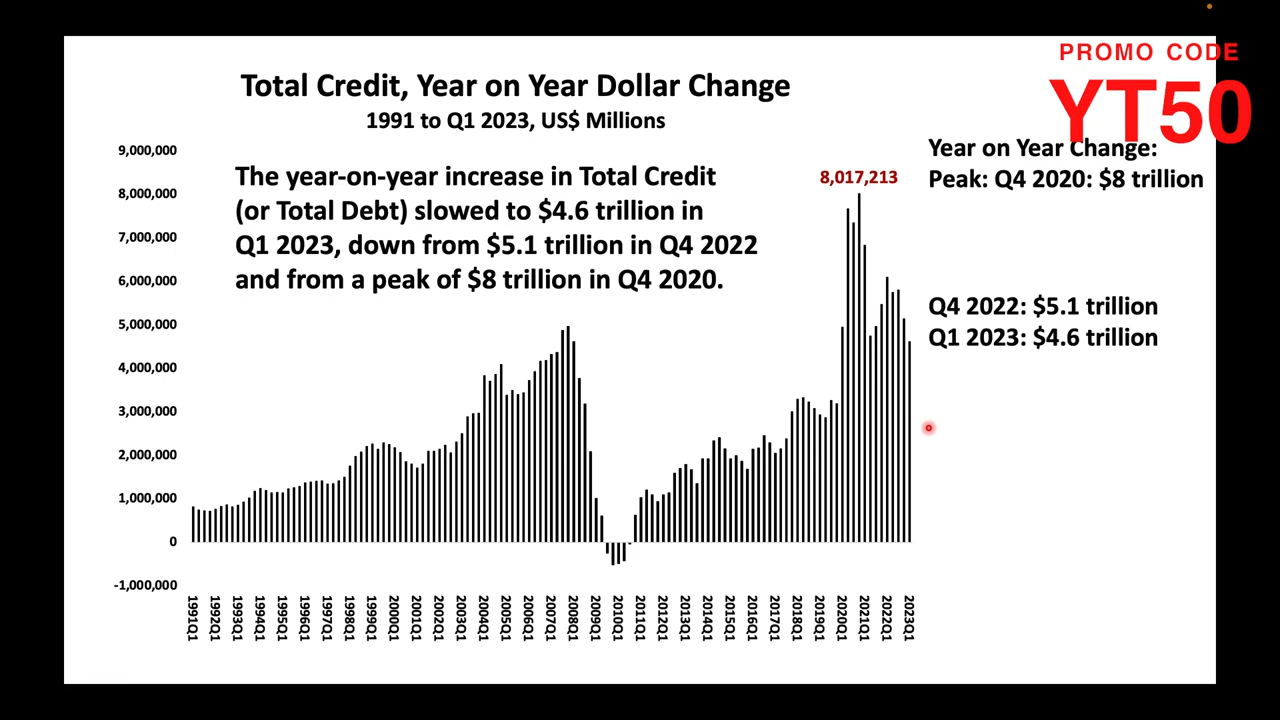 PROMO CODE
YT50
Total Credit, Year on Year Dollar Change
1991 to Q1 2023, US$ Millions
The year-on-year increase in Total Credit
(or Total Debt) slowed to $4.6 trillion in
Q1 2023, down from $5.1 trillion in Q4 2022
and from a peak of $8 trillion in Q4 2020.
8,017,213
Year on Year Change:
Peak: Q4 2020: $8 trillion
Q4 2022: $5.1 trillion
Q1 2023: $4.6 trillion
9,000,000
8,000,000
7,000,000
6,000,000
5,000,000
4,000,000
3,000,000
2,000,000
1,000,000
0
-1,000,000
1991Q1
1992Q1
1993Q1
1994Q1
1995Q1
1996Q1
1997Q1
1998Q1
1999Q1
2000Q1
2001Q1
2002Q1
2003Q1
2004Q1
2005Q1
2006Q1
2007Q1
2008Q1
2009Q1
2010Q1
2011Q1
2012Q1
2013Q1
2014Q1
2015Q1
2016Q1
2017Q1
2018Q1
2019Q1
2020Q1
2021Q1
2022Q1
2023Q1